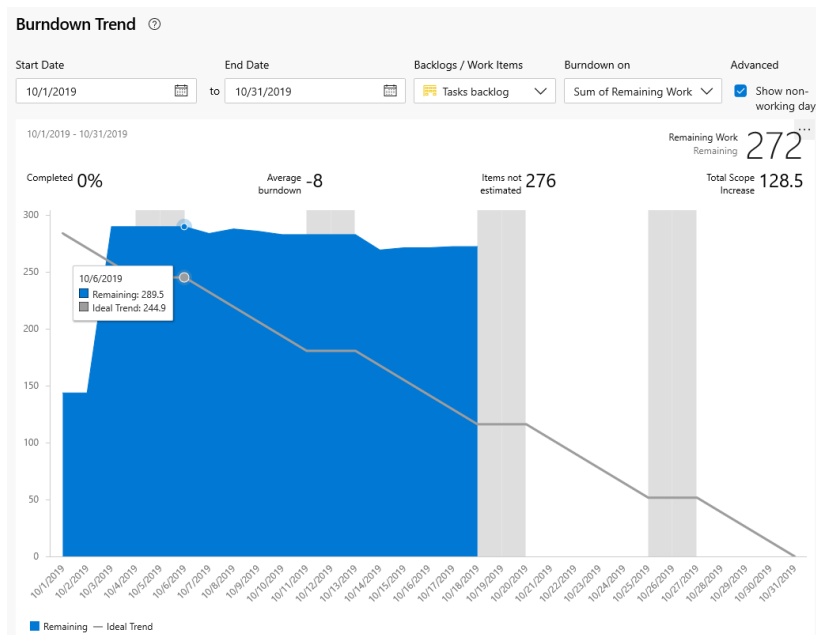 Burndown Trend ?
Start Date
End Date
Backlogs / Work Items
Burndown on
Advanced
10/1/2019
to
10/31/2019
Tasks backlog
Sum of Remaining Work
Show non-
working day
10/1/2019 - 10/31/2019
Remaining Work
Remaining
272
...
Completed 0%
Average
burndown
-8
Items not
estimated
276
Total Scope
Increase
128.5
300
250
200
150
100
50
0
10/6/2019
Remaining: 289.5
Ideal Trend: 244.9
10/1/2019
10/2/2019
10/3/2019
10/4/2019
10/5/2019
10/6/2019
10/7/2019
10/8/2019
10/9/2019
10/10/2019
10/11/2019
10/12/2019
10/13/2019
10/14/2019
10/15/2019
10/16/2019
10/17/2019
10/18/2019
10/19/2019
10/20/2019
10/21/2019
10/22/2019
10/23/2019
10/24/2019
10/25/2019
10/26/2019
10/27/2019
10/28/2019
10/29/2019
10/30/2019
10/31/2019
Remaining
Ideal Trend